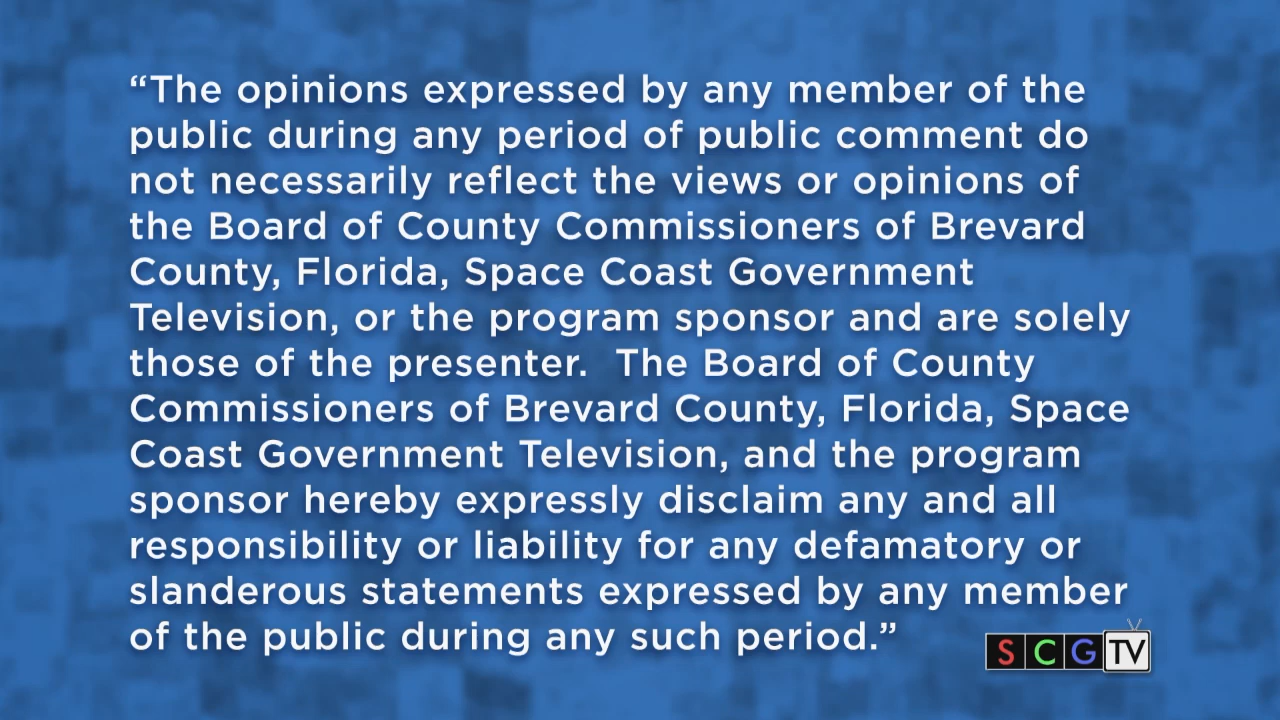 “The opinions expressed by any member of the
public during any period of public comment do
not necessarily reflect the views or opinions of
the Board of County Commissioners of Brevard
County, Florida, Space Coast Government
Television, or the program sponsor and are solely
those of the presenter.  The Board of County
Commissioners of Brevard County, Florida, Space
Coast Government Television, and the program
sponsor hereby expressly disclaim any and all
responsibility or liability for any defamatory or
slanderous statements expressed by any member
of the public during any such period.”
SCGTV